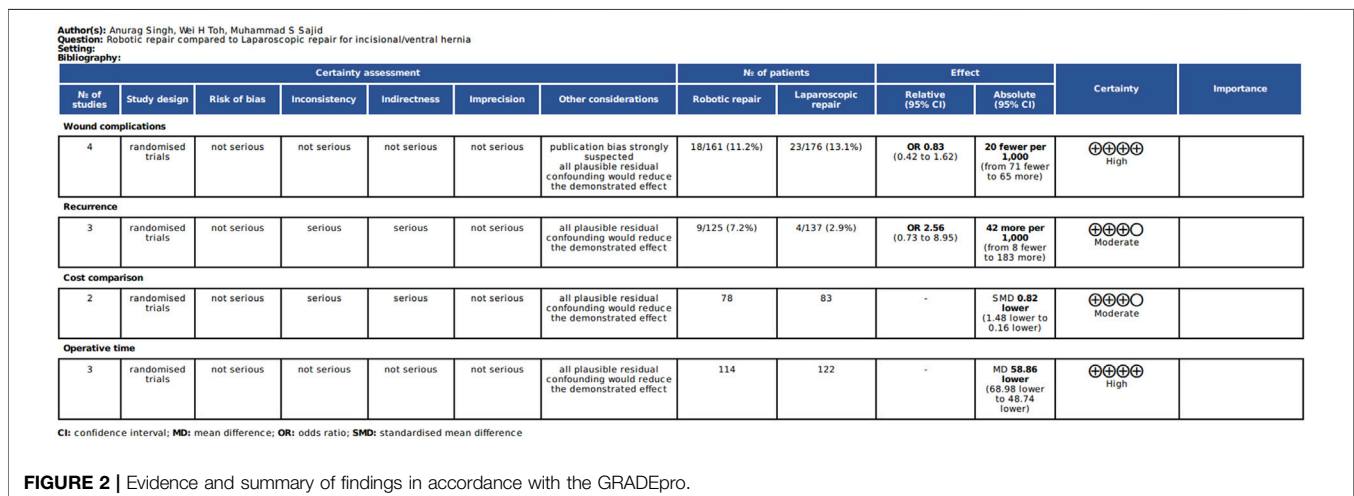 Author(s): Anurag Singh, Wei H Toh, Muhammad S Sajid
Question: Robotic repair compared to Laparoscopic repair for incisional/ventral hernia
Setting:
Bibliography:
Certainty assessment
№ of patients
Effect
Certainty
Importance
№ of
studies
Study design
Risk of bias
Inconsistency
Indirectness
Imprecision
Other considerations
Robotic repair
Laparoscopic
repair
Relative
(95% CI)
Absolute
(95% CI)
Wound complications
4
randomised
trials
not serious
not serious
not serious
not serious
publication bias strongly
suspected
all plausible residual
confounding would reduce
the demonstrated effect
18/161 (11.2%)
23/176 (13.1%)
OR 0.83
(0.42 to 1.62)
20 fewer per
1,000
(from 71 fewer
to 65 more)
⨁⨁⨁⨁
High
Recurrence
3
randomised
trials
not serious
serious
serious
not serious
all plausible residual
confounding would reduce
the demonstrated effect
9/125 (7.2%)
4/137 (2.9%)
OR 2.56
(0.73 to 8.95)
42 more per
1,000
(from 8 fewer
to 183 more)
⨁⨁⨁◯
Moderate
Cost comparison
2
randomised
trials
not serious
serious
serious
not serious
all plausible residual
confounding would reduce
the demonstrated effect
78
83
-
SMD 0.82
lower
(1.48 lower to
0.16 lower)
⨁⨁⨁◯
Moderate
Operative time
3
randomised
trials
not serious
not serious
not serious
not serious
all plausible residual
confounding would reduce
the demonstrated effect
114
122
-
MD 58.86
lower
(68.98 lower
to 48.74
lower)
⨁⨁⨁⨁
High
CI: confidence interval; MD: mean difference; OR: odds ratio; SMD: standardised mean difference
FIGURE 2 | Evidence and summary of findings in accordance with the GRADEpro.